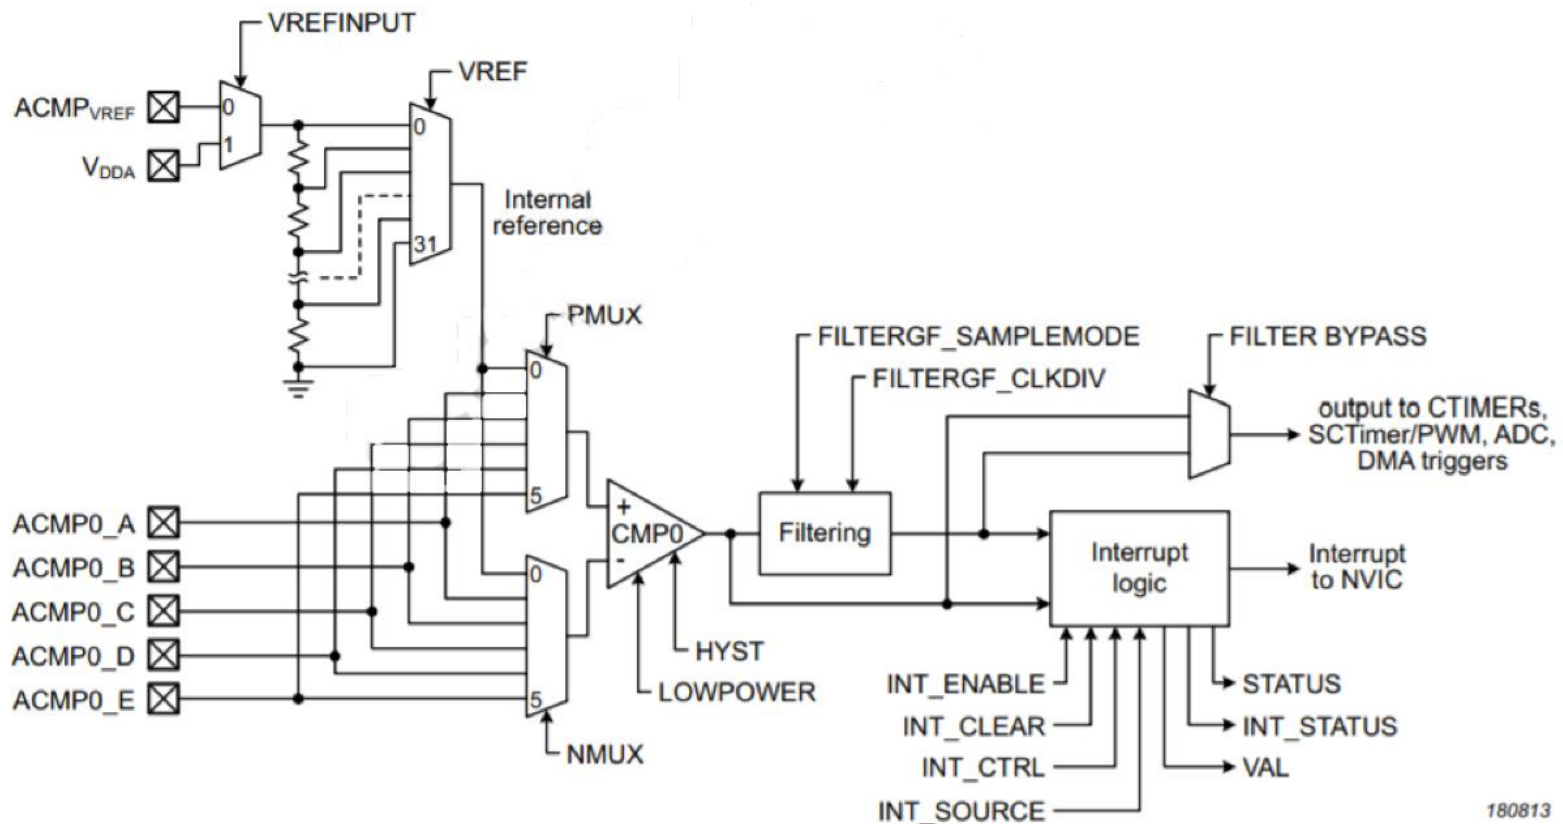 VREFINPUT
VREF
ACMPVREF
0
1
VDDA
0
31
Internal
reference
PMUX
0
5
FILTERGF_SAMPLEMODE
FILTERGF_CLKDIV
FILTER BYPASS
output to CTIMERs,
SCTimer/PWM, ADC,
DMA triggers
ACMP0_A
ACMP0_B
ACMP0_C
ACMP0_D
ACMP0_E
+
CMP0
-
Filtering
Interrupt
logic
Interrupt
to NVIC
0
5
NMUX
HYST
LOWPOWER
INT_ENABLE
INT_CLEAR
INT_CTRL
INT_SOURCE
STATUS
INT_STATUS
VAL
180813